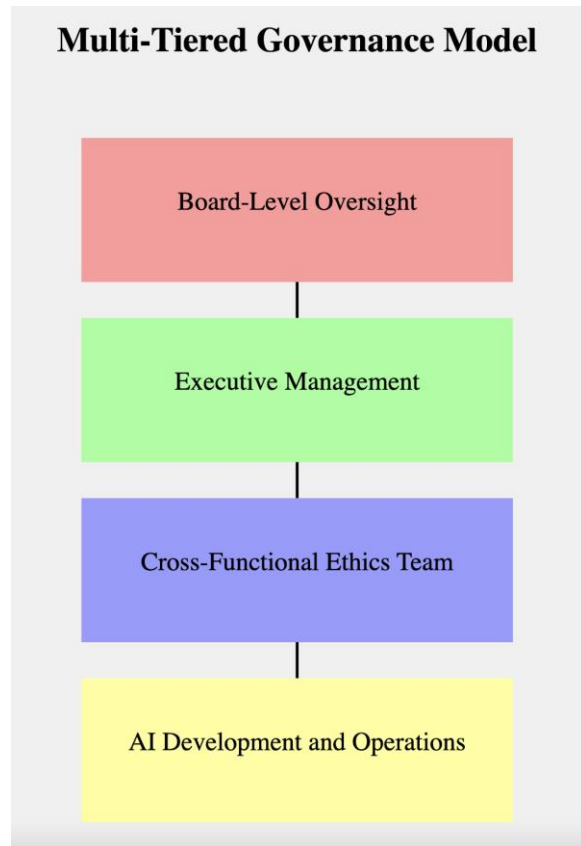 Multi-Tiered Governance Model
Board-Level Oversight
Executive Management
Cross-Functional Ethics Team
AI Development and Operations